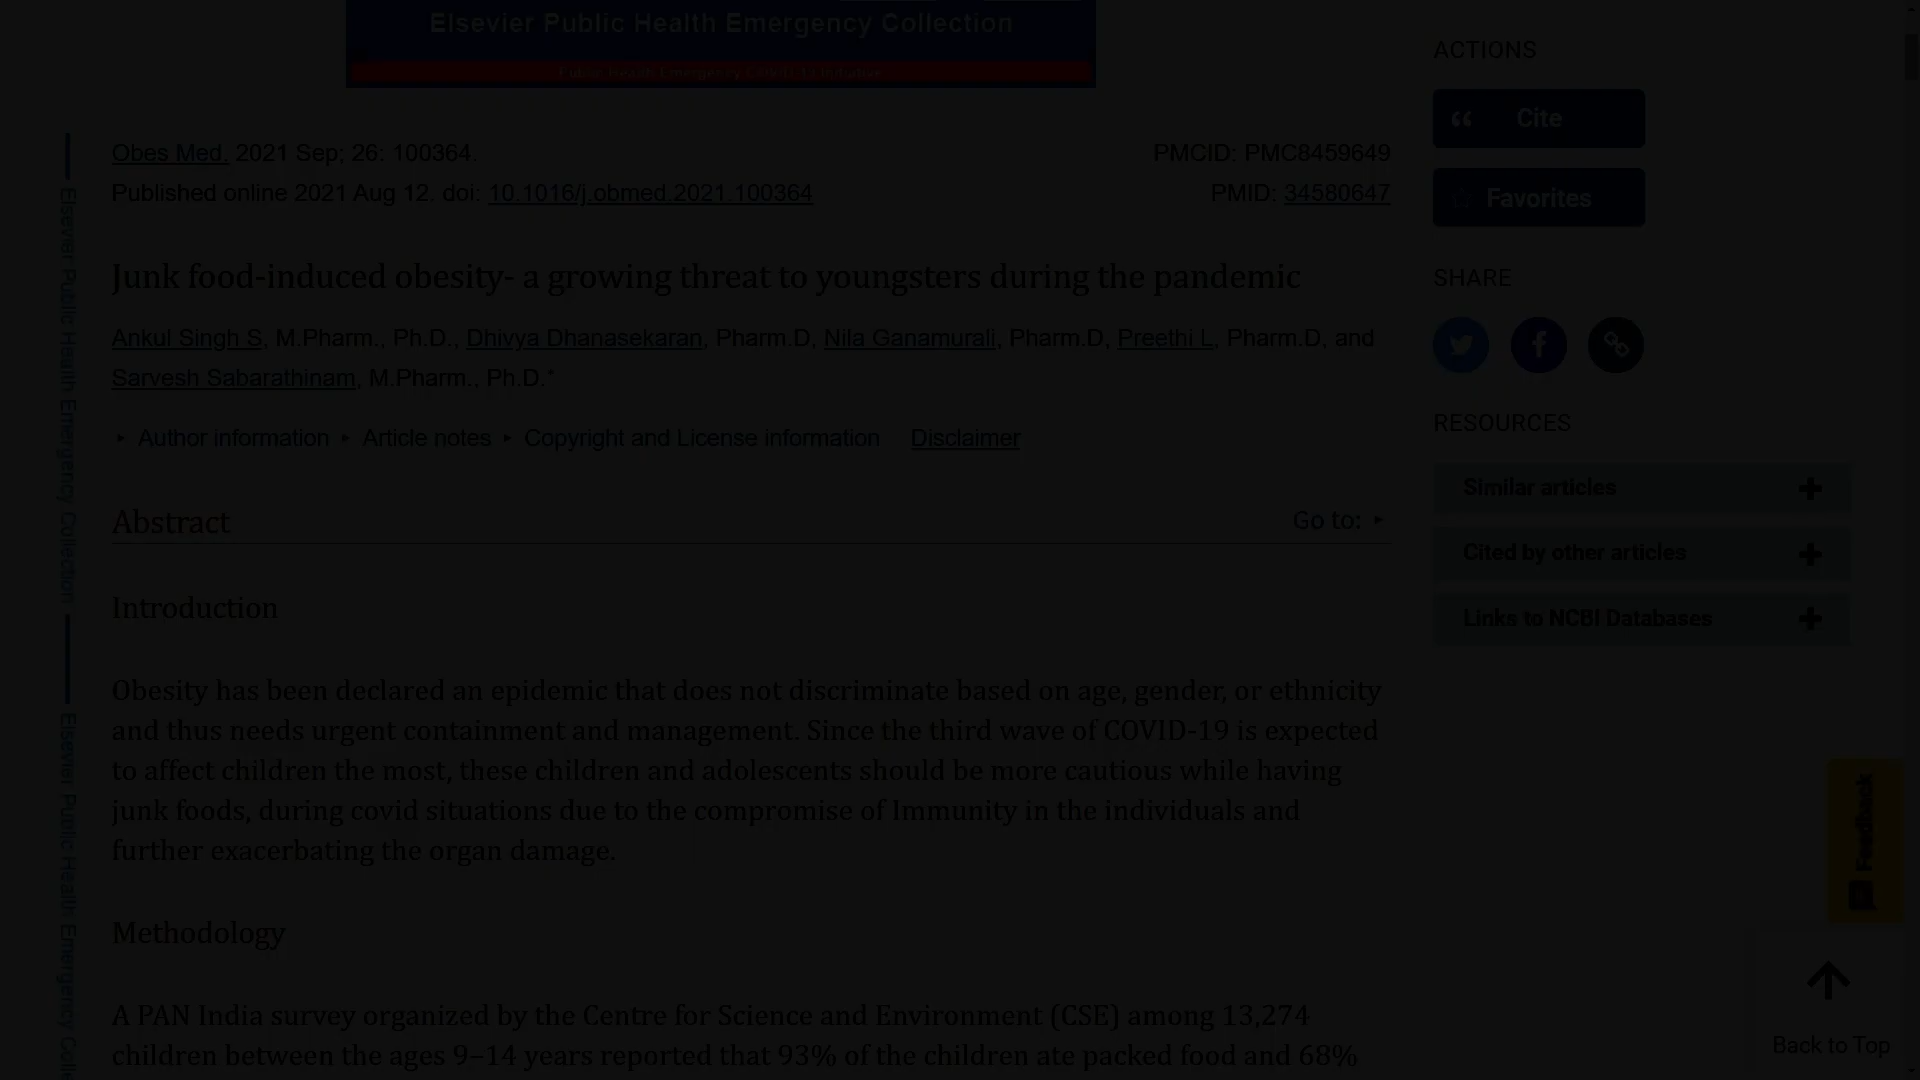 Elsevier Public Health Emergency Collection
Public Health Emergency COVID-19 Initiative
Obes Med. 2021 Sep; 26: 100364.
PMCID: PMC8459649
Published online 2021 Aug 12. doi: 10.1016/j.obmed.2021.100364
PMID: 34580647
Junk food-induced obesity- a growing threat to youngsters during the pandemic
Ankul Singh S, M.Pharm., Ph.D., Dhivya Dhanasekaran, Pharm.D, Nila Ganamurali, Pharm.D, Preethi L, Pharm.D, and
Sarvesh Sabarathinam, M.Pharm., Ph.D.*
Author information ▸ Article notes ▸ Copyright and License information Disclaimer
Abstract
Go to:
Introduction
Obesity has been declared an epidemic that does not discriminate based on age, gender, or ethnicity
and thus needs urgent containment and management. Since the third wave of COVID-19 is expected
to affect children the most, these children and adolescents should be more cautious while having
junk foods, during covid situations due to the compromise of Immunity in the individuals and
further exacerbating the organ damage.
Methodology
A PAN India survey organized by the Centre for Science and Environment (CSE) among 13,274
children between the ages 9–14 years reported that 93% of the children ate packed food and 68%
Elsevier Public Health Emergency Collection
Elsevier Public Health Emergency Colle
ACTIONS
Cite
Favorites
SHARE
RESOURCES
Similar articles
Cited by other articles
Links to NCBI Databases
Feedback
Back to Top